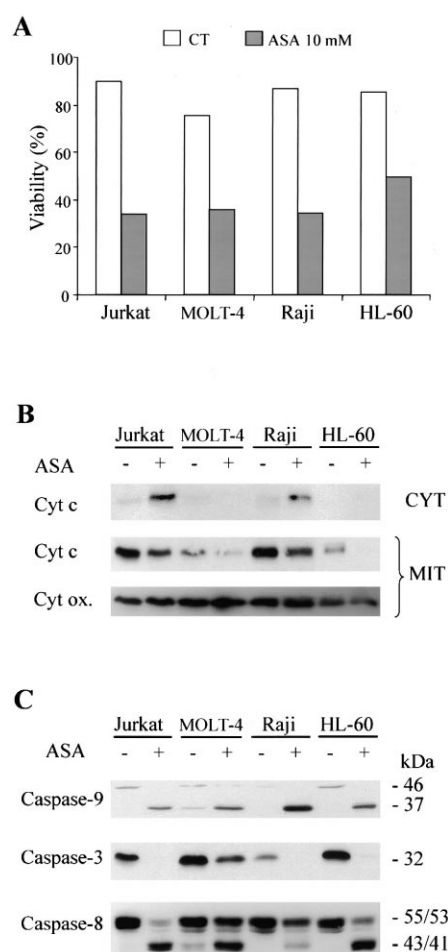 A
CT ASA 10 mM
Viability (%)
100
80
60
40
20
0
Jurkat MOLT-4 Raji HL-60
B
Jurkat MOLT-4 Raji HL-60
ASA - + - + - + - +
Cyt c CYT
Cyt c
MIT
Cyt ox.
C
Jurkat MOLT-4 Raji HL-60
ASA - + - + - + - + kDa
Caspase-9 - 46
- 37
Caspase-3 - 32
Caspase-8 - 55/53
- 43/41